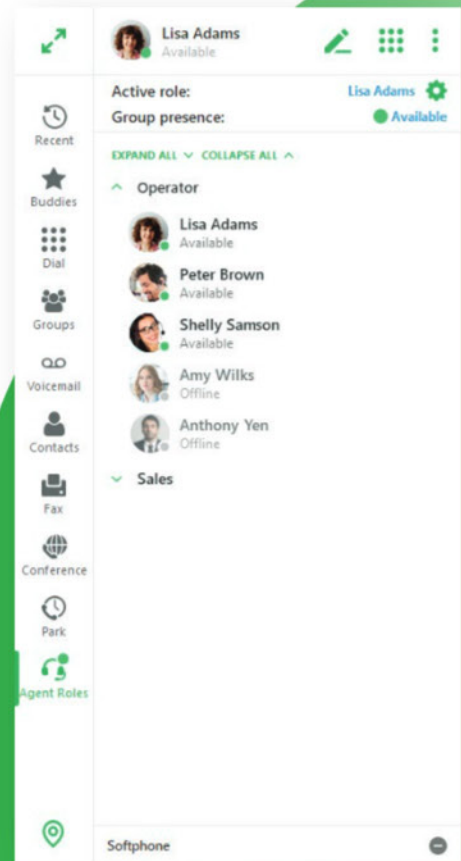 Lisa Adams
Available
Active role: Lisa Adams
Group presence: Available
EXPAND ALL COLLAPSE ALL
Operator
Lisa Adams
Available
Peter Brown
Available
Shelly Samson
Available
Amy Wilks
Offline
Anthony Yen
Offline
Sales
Recent
Buddies
Dial
Groups
Voicemail
Contacts
Fax
Conference
Park
Agent Roles
Softphone